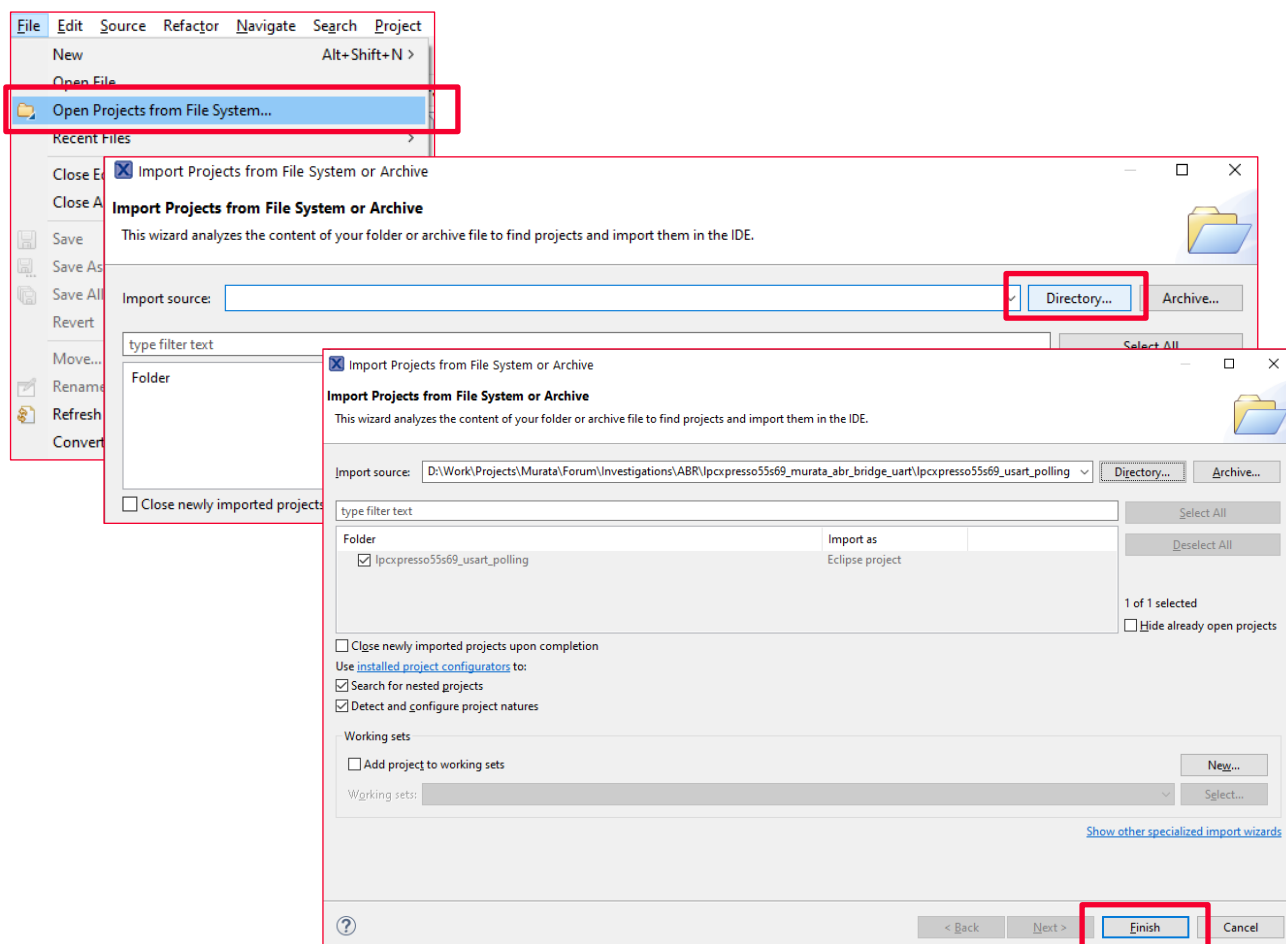 File Edit Source Refactor Navigate Search Project
New Alt+Shift+N >
Open File
Open Projects from File System...
Recent Files >
Close
Close
Save
Save As
Save All
Revert
Move...
Rename
Refresh
Convert
Import Projects from File System or Archive
Import Projects from File System or Archive
This wizard analyzes the content of your folder or archive file to find projects and import them in the IDE.
Import source: Directory... Archive...
type filter text Select All
Folder
Close newly imported projects
Import Projects from File System or Archive
Import Projects from File System or Archive
This wizard analyzes the content of your folder or archive file to find projects and import them in the IDE.
Import source: D:\Work\Projects\Murata\Forum\Investigations\ABR\lpcxpresso55s69_murata_abr_bridge_uart\lpcxpresso55s69_usart_polling Directory... Archive...
type filter text Select All
Folder Import as Deselect All
lpcxpresso55s69_usart_polling Eclipse project
1 of 1 selected
Hide already open projects
Close newly imported projects upon completion
Use installed project configurators to:
Search for nested projects
Detect and configure project natures
Working sets
Add project to working sets New...
Working sets: Select...
Show other specialized import wizards
? < Back Next > Finish Cancel